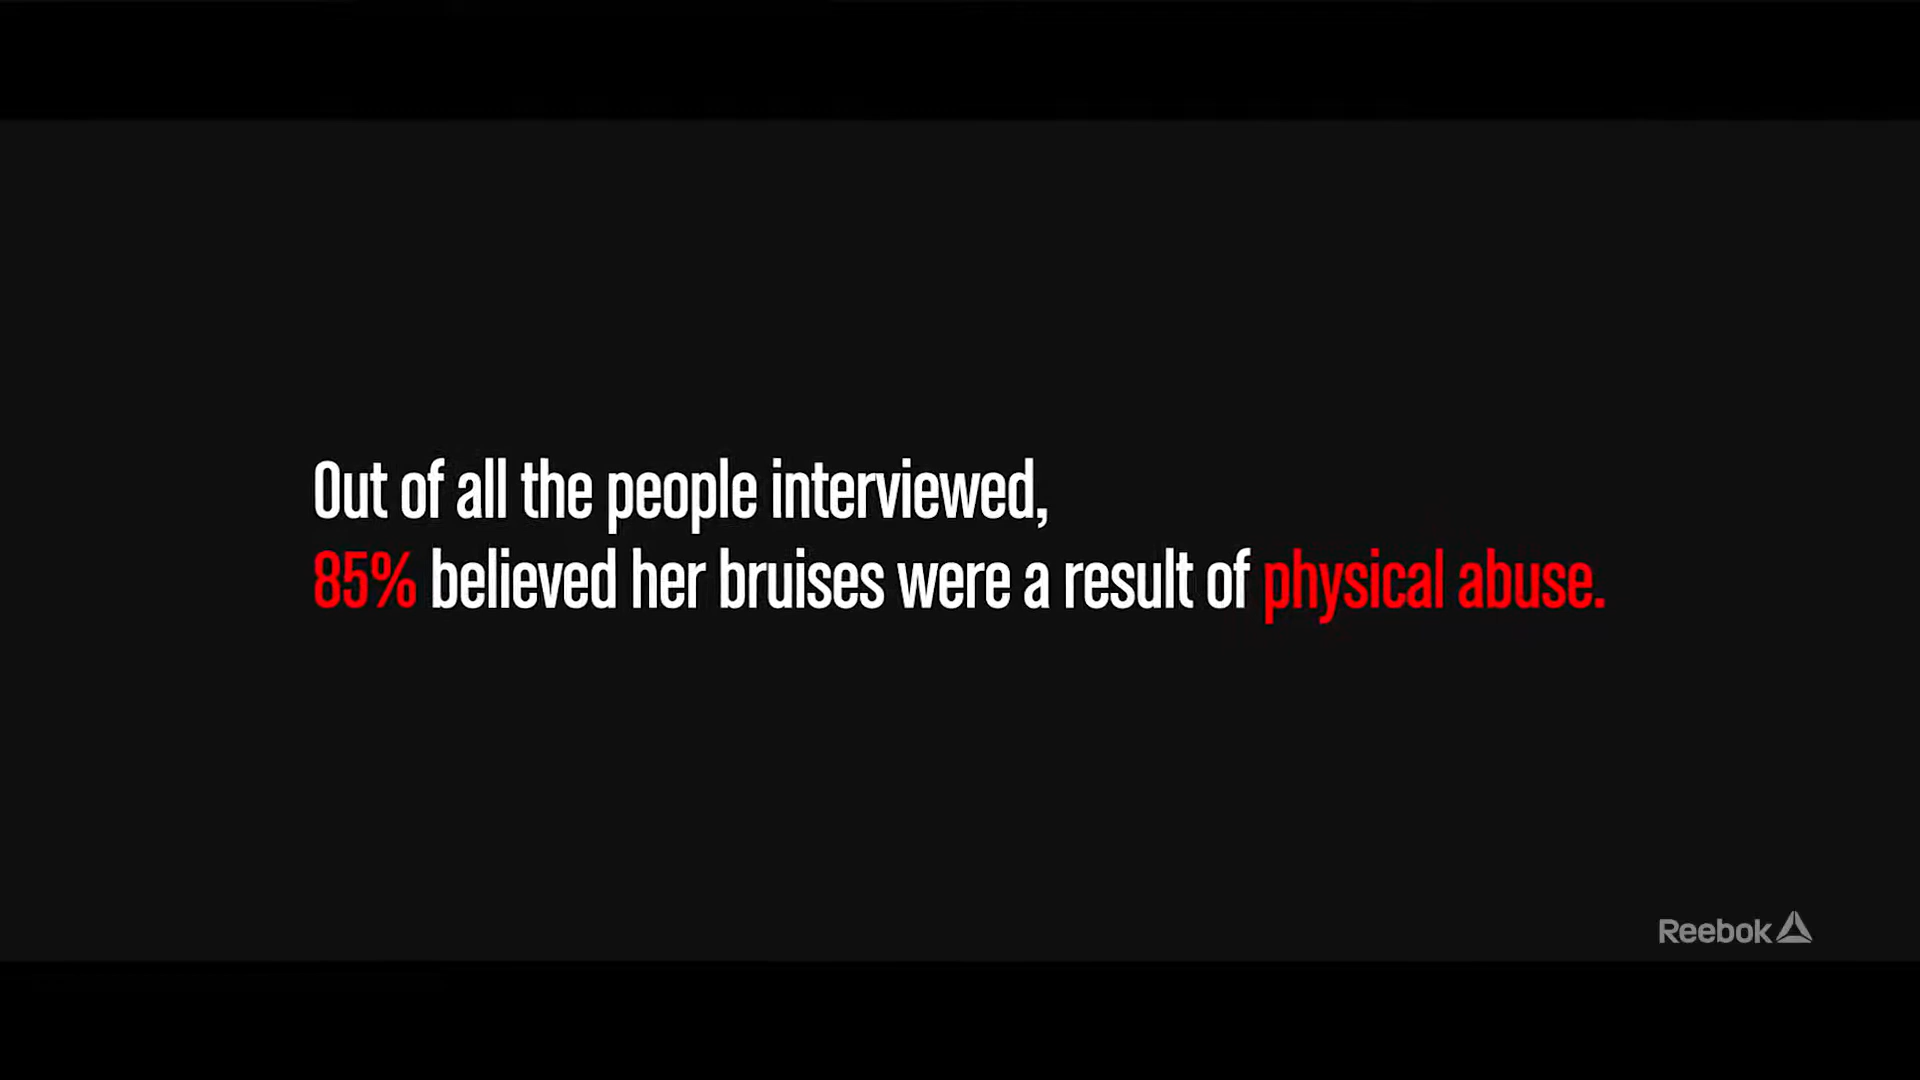 Out of all the people interviewed,
85% believed her bruises were a result of physical abuse.
Reebok